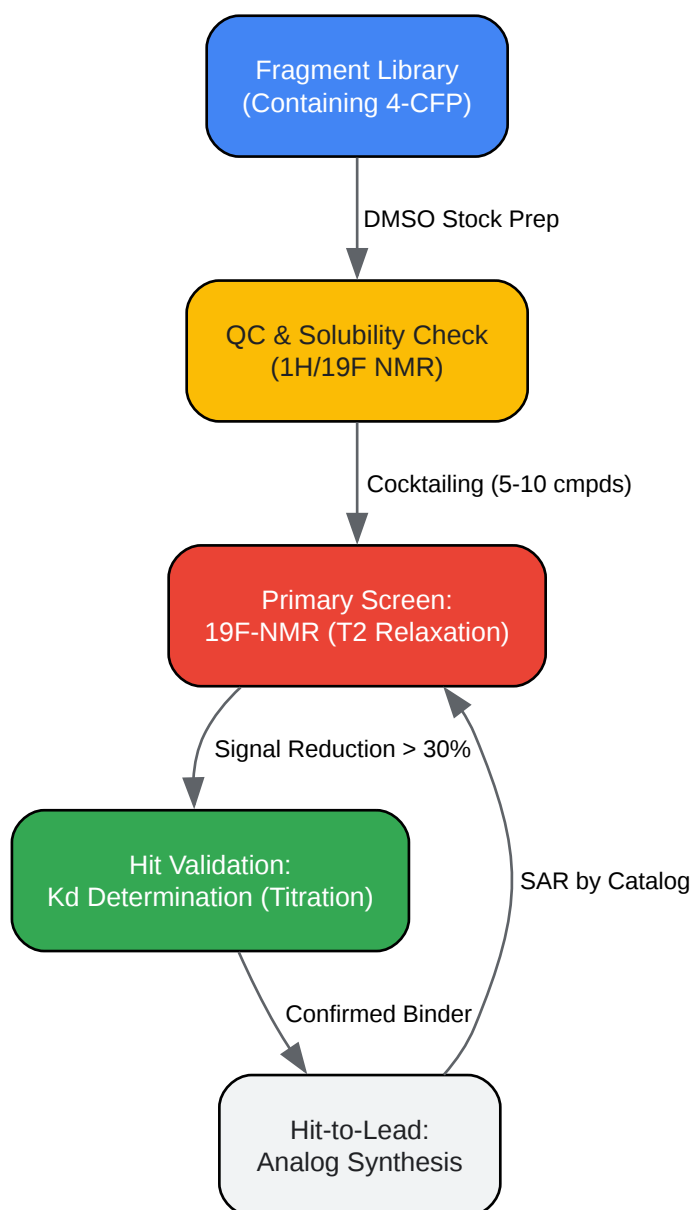 Fragment Library
(Containing 4-CFP)
DMSO Stock Prep
QC & Solubility Check
(1H/19F NMR)
Cocktailing (5-10 cmpds)
Primary Screen:
19F-NMR (T2 Relaxation)
Signal Reduction > 30%
Hit Validation:
Kd Determination (Titration)
SAR by Catalog
Confirmed Binder
Hit-to-Lead:
Analog Synthesis